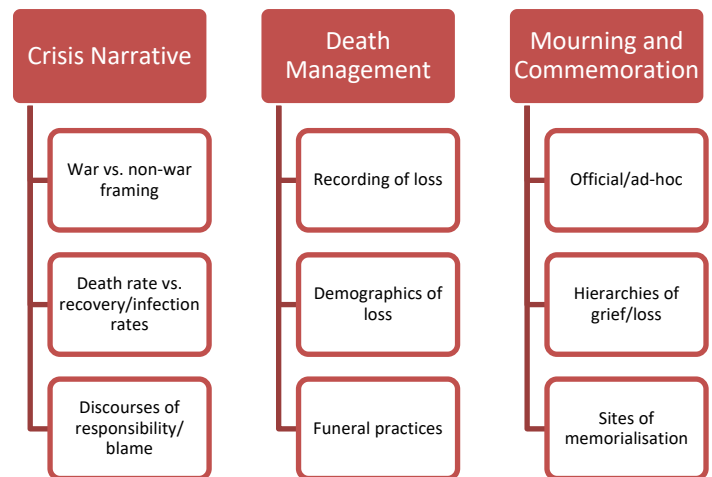 Crisis Narrative
War vs. non-war
framing
Death rate vs.
recovery/infection
rates
Discourses of
responsibility/
blame
Death
Management
Recording of loss
Demographics of
loss
Funeral practices
Mourning and
Commemoration
Official/ad-hoc
Hierarchies of
grief/loss
Sites of
memorialisation